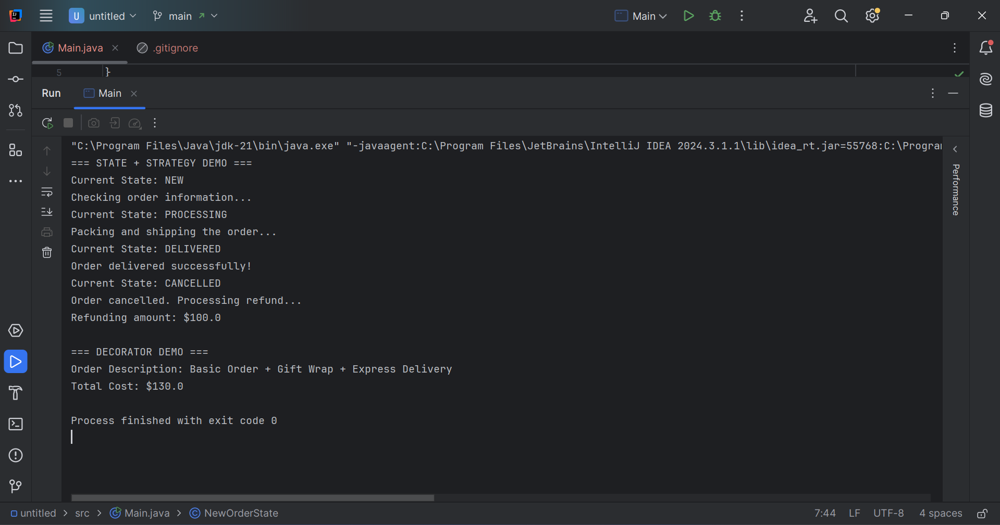 U untitled main Main
Main.java .gitignore
5 }
Run Main
"C:\Program Files\Java\jdk-21\bin\java.exe" "-javaagent:C:\Program Files\JetBrains\IntelliJ IDEA 2024.3.1.1\lib\idea_rt.jar=55768:C:\Program
=== STATE + STRATEGY DEMO ===
Current State: NEW
Checking order information...
Current State: PROCESSING
Packing and shipping the order...
Current State: DELIVERED
Order delivered successfully!
Current State: CANCELLED
Order cancelled. Processing refund...
Refunding amount: $100.0
=== DECORATOR DEMO ===
Order Description: Basic Order + Gift Wrap + Express Delivery
Total Cost: $130.0
Process finished with exit code 0
Performance
untitled > src > Main.java > NewOrderState 7:44 LF UTF-8 4 spaces